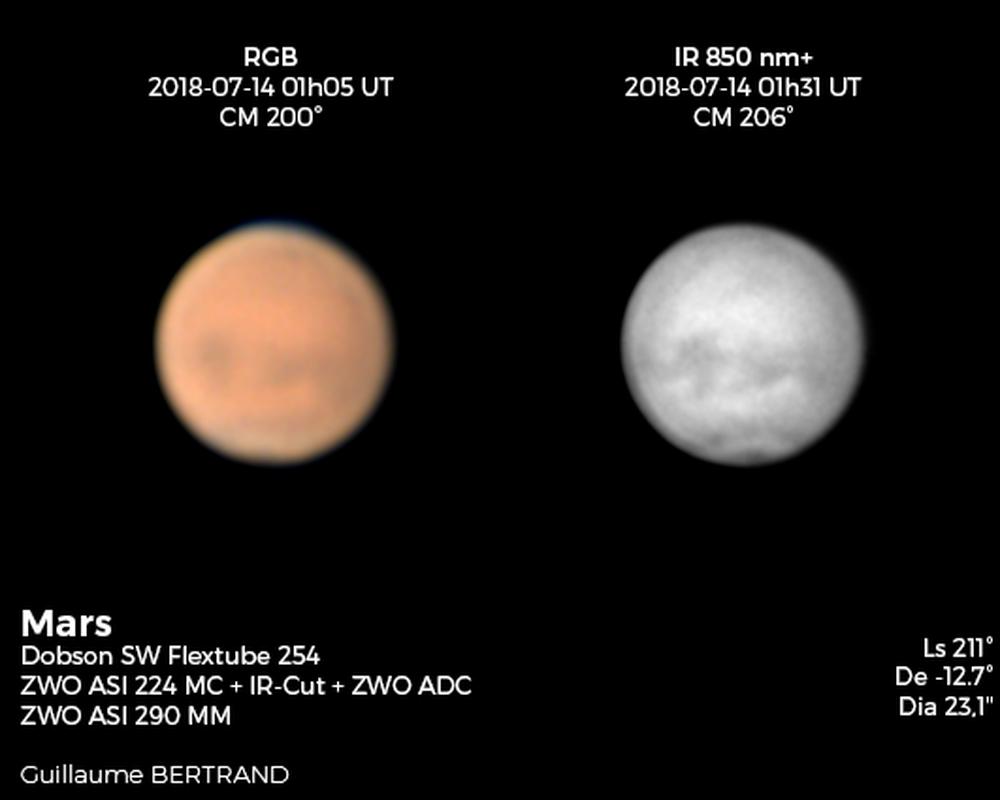 RGB
2018-07-14 01h05 UT
CM 200°
IR 850 nm+
2018-07-14 01h31 UT
CM 206°
Mars
Dobson SW Flextube 254
ZWO ASI 224 MC + IR-Cut + ZWO ADC
ZWO ASI 290 MM
Guillaume BERTRAND
Ls 211°
De -12.7°
Dia 23,1"